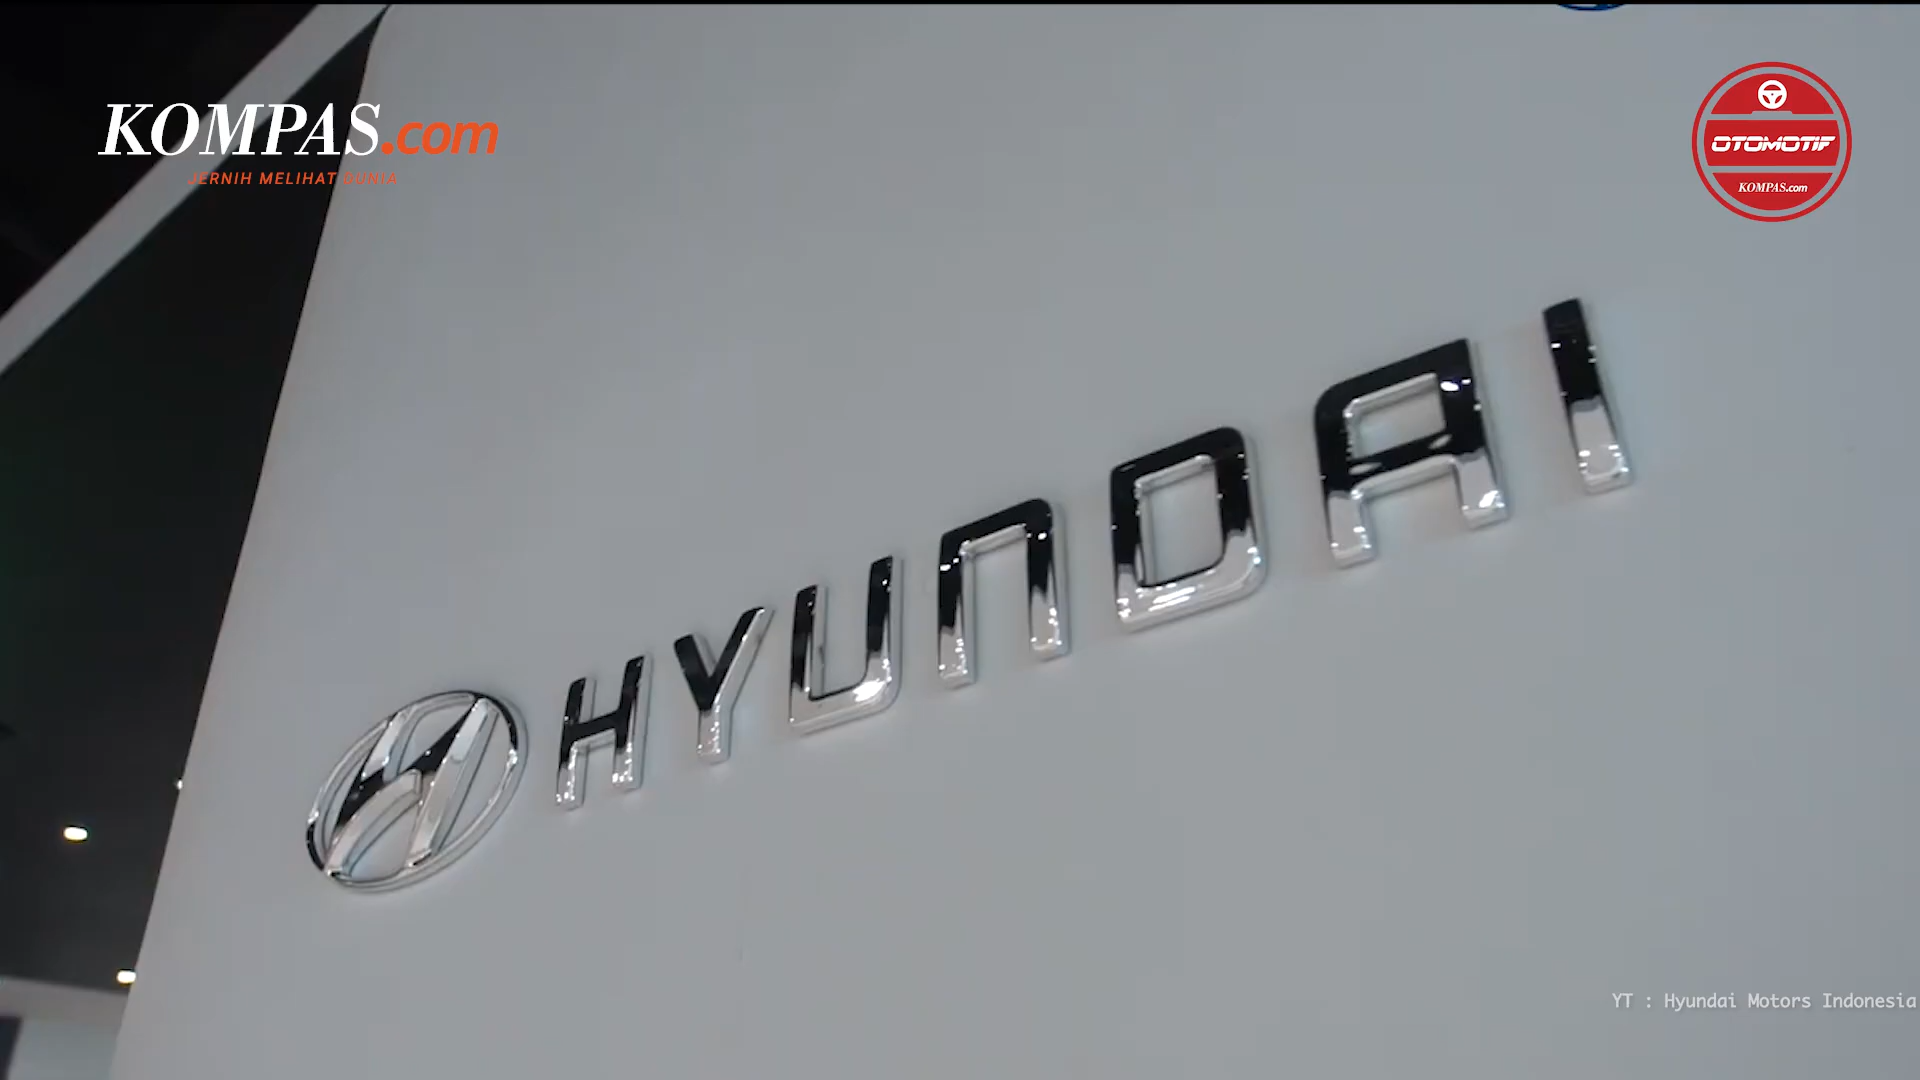 KOMPAS.com
JERNIH MELIHAT DUNIA
OTOMOTIF
KOMPAS.com
HYUNDAI
YT : Hyundai Motors Indonesia